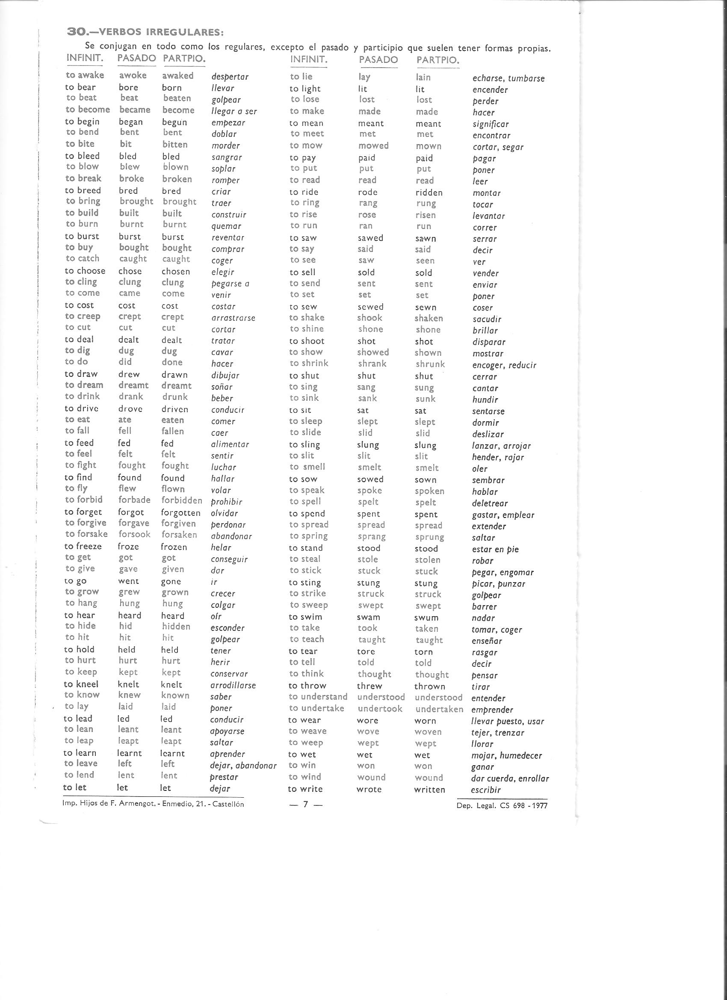 30.—VERBOS IRREGULARES:
Se conjugan en todo como los regulares, excepto el pasado y participio que suelen tener formas propias.
INFINIT. PASADO PARTPIO. INFINIT. PASADO PARTPIO.
to awake awoke awaked despertar to lie lay lain echarse, tumbarse
to bear bore born llevar to light lit lit encender
to beat beat beaten golpear to lose lost lost perder
to become became become llegar a ser to make made made hacer
to begin began begun empezar to mean meant meant significar
to bend bent bent doblar to meet met met encontrar
to bite bit bitten morder to mow mowed mown cortar, segar
to bleed bled bled sangrar to pay paid paid pagar
to blow blew blown soplar to put put put poner
to break broke broken romper to read read read leer
to breed bred bred criar to ride rode ridden montar
to bring brought brought traer to ring rang rung tocar
to build built built construir to rise rose risen levantar
to burn burnt burnt quemar to run ran run correr
to burst burst burst reventar to saw sawed sawn serrar
to buy bought bought comprar to say said said decir
to catch caught caught coger to see saw seen ver
to choose chose chosen elegir to sell sold sold vender
to cling clung clung pegarse a to send sent sent enviar
to come came come venir to set set set poner
to cost cost cost costar to sew sewed sewn coser
to creep crept crept arrastrarse to shake shook shaken sacudir
to cut cut cut cortar to shine shone shone brillar
to deal dealt dealt tratar to shoot shot shot disparar
to dig dug dug cavar to show showed shown mostrar
to do did done hacer to shrink shrank shrunk encoger, reducir
to draw drew drawn dibujar to shut shut shut cerrar
to dream dreamt dreamt soñar to sing sang sung cantar
to drink drank drunk beber to sink sank sunk hundir
to drive drove driven conducir to sit sat sat sentarse
to eat ate eaten comer to sleep slept slept dormir
to fall fell fallen caer to slide slid slid deslizar
to feed fed fed alimentar to sling slung slung lanzar, arrojar
to feel felt felt sentir to slit slit slit hender, rajar
to fight fought fought luchar to smell smelt smelt oler
to find found found hallar to sow sowed sown sembrar
to fly flew flown volar to speak spoke spoken hablar
to forbid forbade forbidden prohibir to spell spelt spelt deletrear
to forget forgot forgotten olvidar to spend spent spent gastar, emplear
to forgive forgave forgiven perdonar to spread spread spread extender
to forsake forsook forsaken abandonar to spring sprang sprung saltar
to freeze froze frozen helar to stand stood stood estar en pie
to get got got conseguir to steal stole stolen robar
to give gave given dar to stick stuck stuck pegar, engomar
to go went gone ir to sting stung stung picar, punzar
to grow grew grown crecer to strike struck struck golpear
to hang hung hung colgar to sweep swept swept barrer
to hear heard heard oír to swim swam swum nadar
to hide hid hidden esconder to take took taken tomar, coger
to hit hit hit golpear to teach taught taught enseñar
to hold held held tener to tear tore torn rasgar
to hurt hurt hurt herir to tell told told decir
to keep kept kept conservar to think thought thought pensar
to kneel knelt knelt arrodillarse to throw threw thrown tirar
to know knew known saber to understand understood understood entender
to lay laid laid poner to undertake undertook undertaken emprender
to lead led led conducir to wear wore worn llevar puesto, usar
to lean leant leant apoyarse to weave wove woven tejer, trenzar
to leap leapt leapt saltar to weep wept wept llorar
to learn learnt learnt aprender to wet wet wet mojar, humedecer
to leave left left dejar, abandonar to win won won ganar
to lend lent lent prestar to wind wound wound dar cuerda, enrollar
to let let let dejar to write wrote written escribir
Imp. Hijos de F. Armengot. - Enmedio, 21. - Castellón — 7 — Dep. Legal. CS 698 - 1977